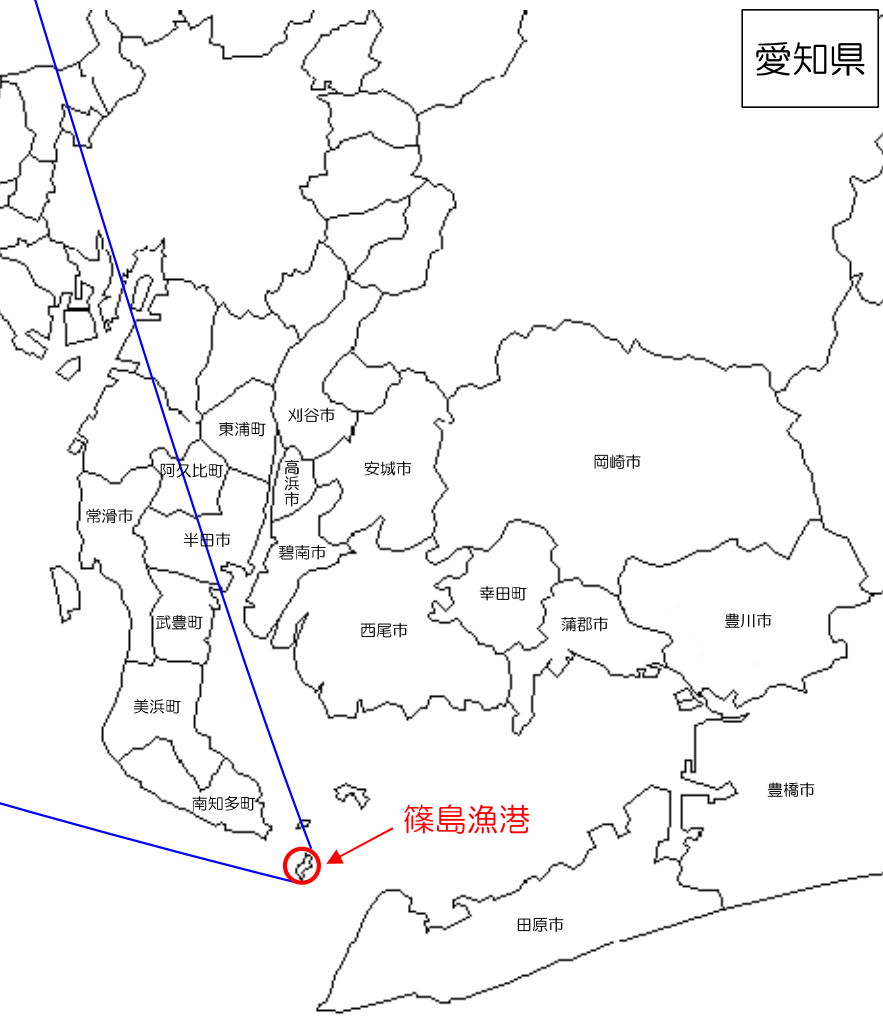 愛知県
東浦町
刈谷市
阿久比町
高浜市
安城市
岡崎市
常滑市
半田市
碧南市
武豊町
西尾市
幸田町
蒲郡市
豊川市
美浜町
南知多町
豊橋市
篠島漁港
田原市